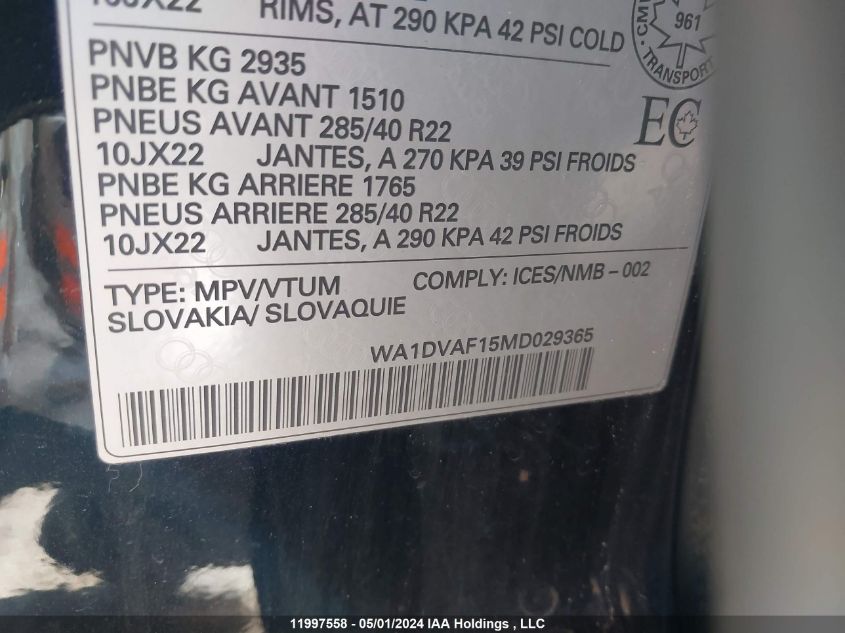 RIMS, AT 290 KPA 42 PSI COLD
961
TRANSPORT
PNVB KG 2935
PNBE KG AVANT 1510
PNEUS AVANT 285/40 R22
10JX22 JANTES, A 270 KPA 39 PSI FROIDS
PNBE KG ARRIERE 1765
PNEUS ARRIERE 285/40 R22
10JX22 JANTES, A 290 KPA 42 PSI FROIDS
EC
TYPE: MPV/VTUM COMPLY: ICES/NMB – 002
SLOVAKIA/ SLOVAQUIE
WA1DVAF15MD029365
11997558 - 05/01/2024 IAA Holdings , LLC